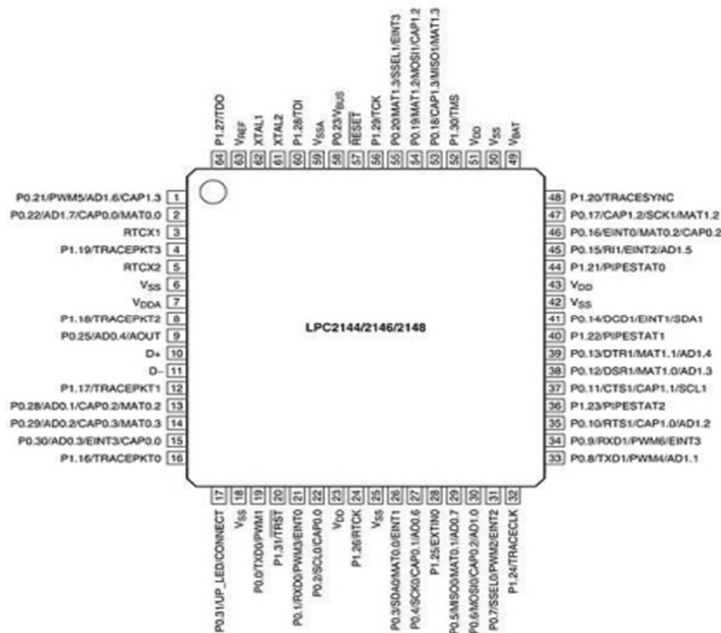 P1.27/TDO
64
VREF
63
XTAL1
62
XTAL2
61
P1.28/TDI
60
VSSA
59
P0.23/VBUS
58
RESET
57
P1.29/TCK
56
P0.20/MAT1.3/SSEL1/EINT3
55
P0.19/MAT1.2/MOSI1/CAP1.2
54
P0.18/CAP1.3/MISO1/MAT1.3
53
P1.30/TMS
52
VDD
51
VSS
50
VBAT
49
P0.21/PWM5/AD1.6/CAP1.3 1
P0.22/AD1.7/CAP0.0/MAT0.0 2
RTCX1 3
P1.19/TRACEPKT3 4
RTCX2 5
VSS 6
VDDA 7
P1.18/TRACEPKT2 8
P0.25/AD0.4/AOUT 9
D+ 10
D− 11
P1.17/TRACEPKT1 12
P0.28/AD0.1/CAP0.2/MAT0.2 13
P0.29/AD0.2/CAP0.3/MAT0.3 14
P0.30/AD0.3/EINT3/CAP0.0 15
P1.16/TRACEPKT0 16
LPC2144/2146/2148
48 P1.20/TRACESYNC
47 P0.17/CAP1.2/SCK1/MAT1.2
46 P0.16/EINT0/MAT0.2/CAP0.2
45 P0.15/RI1/EINT2/AD1.5
44 P1.21/PIPESTAT0
43 VDD
42 VSS
41 P0.14/DCD1/EINT1/SDA1
40 P1.22/PIPESTAT1
39 P0.13/DTR1/MAT1.1/AD1.4
38 P0.12/DSR1/MAT1.0/AD1.3
37 P0.11/CTS1/CAP1.1/SCL1
36 P1.23/PIPESTAT2
35 P0.10/RTS1/CAP1.0/AD1.2
34 P0.9/RXD1/PWM6/EINT3
33 P0.8/TXD1/PWM4/AD1.1
17
P0.31/UP_LED/CONNECT
18
VSS
19
P0.0/TXD0/PWM1
20
P1.31/TRST
21
P0.1/RXD0/PWM3/EINT0
22
P0.2/SCL0/CAP0.0
23
VDD
24
P1.26/RTCK
25
VSS
26
P0.3/SDA0/MAT0.0/EINT1
27
P0.4/SCK0/CAP0.1/AD0.6
28
P1.25/EXTIN0
29
P0.5/MISO0/MAT0.1/AD0.7
30
P0.6/MOSI0/CAP0.2/AD1.0
31
P0.7/SSEL0/PWM2/EINT2
32
P1.24/TRACECLK